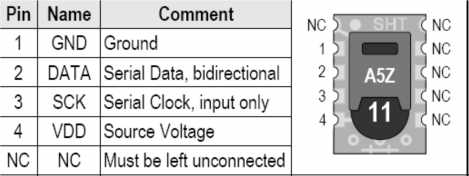 Pin Name Comment
1 GND Ground
2 DATA Serial Data, bidirectional
3 SCK Serial Clock, input only
4 VDD Source Voltage
NC NC Must be left unconnected
NC SHT NC
1 NC
2 A5Z NC
3 NC
4 11 NC